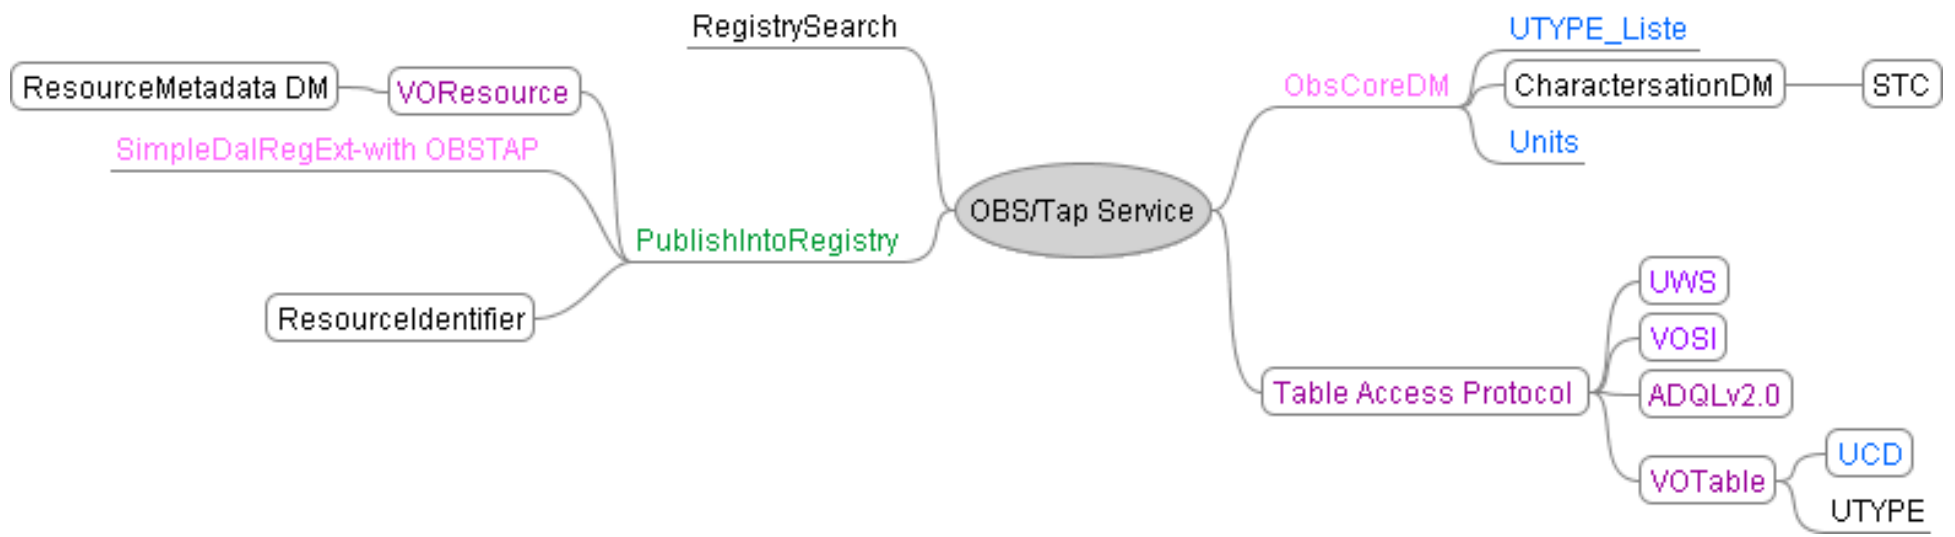 RegistrySearch
ResourceMetadata DM
VOResource
SimpleDalRegExt-with OBSTAP
PublishIntoRegistry
ResourceIdentifier
OBS/Tap Service
UTYPE_Liste
ObsCoreDM
CharactersationDM
STC
Units
UWS
VOSI
Table Access Protocol
ADQLv2.0
UCD
VOTable
UTYPE